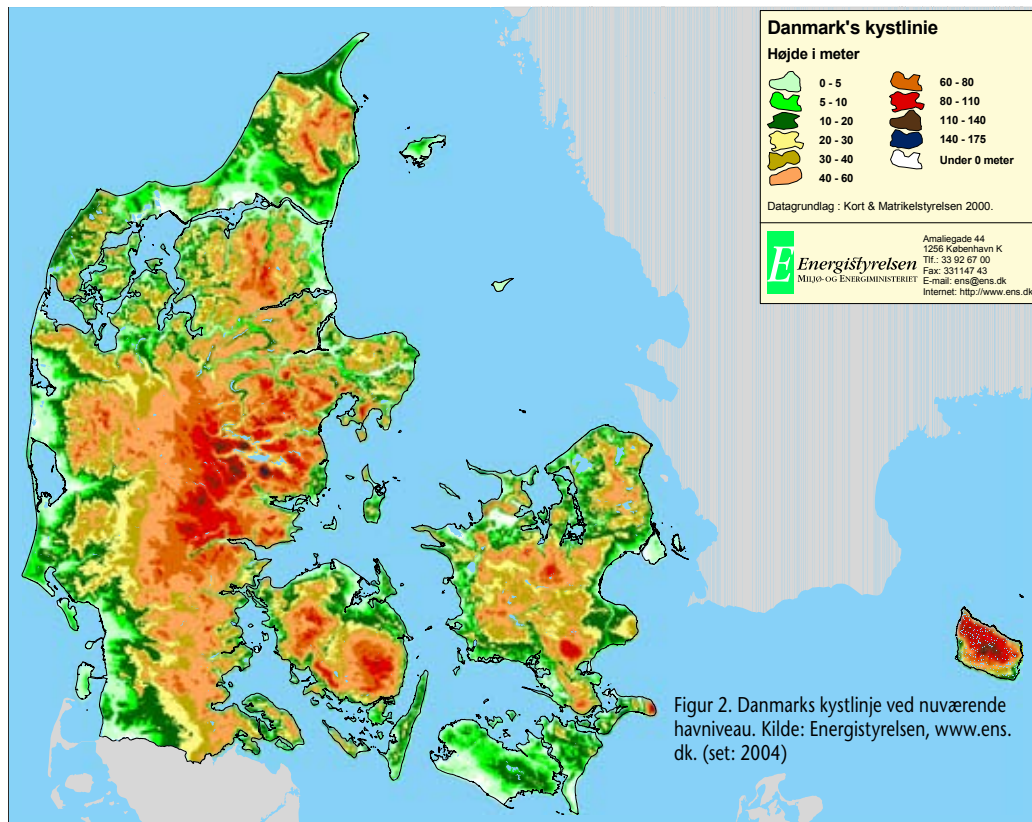 Danmark's kystlinie
Højde i meter
0 - 5
5 - 10
10 - 20
20 - 30
30 - 40
40 - 60
60 - 80
80 - 110
110 - 140
140 - 175
Under 0 meter
Datagrundlag : Kort & Matrikelstyrelsen 2000.
E
Energistyrelsen
MILJØ- OG ENERGIMINISTERIET
Amaliegade 44
1256 København K
Tlf.: 33 92 67 00
Fax: 331147 43
E-mail: ens@ens.dk
Internet: http://www.ens.dk
Figur 2. Danmarks kystlinje ved nuværende
havniveau. Kilde: Energistyrelsen, www.ens.
dk. (set: 2004)